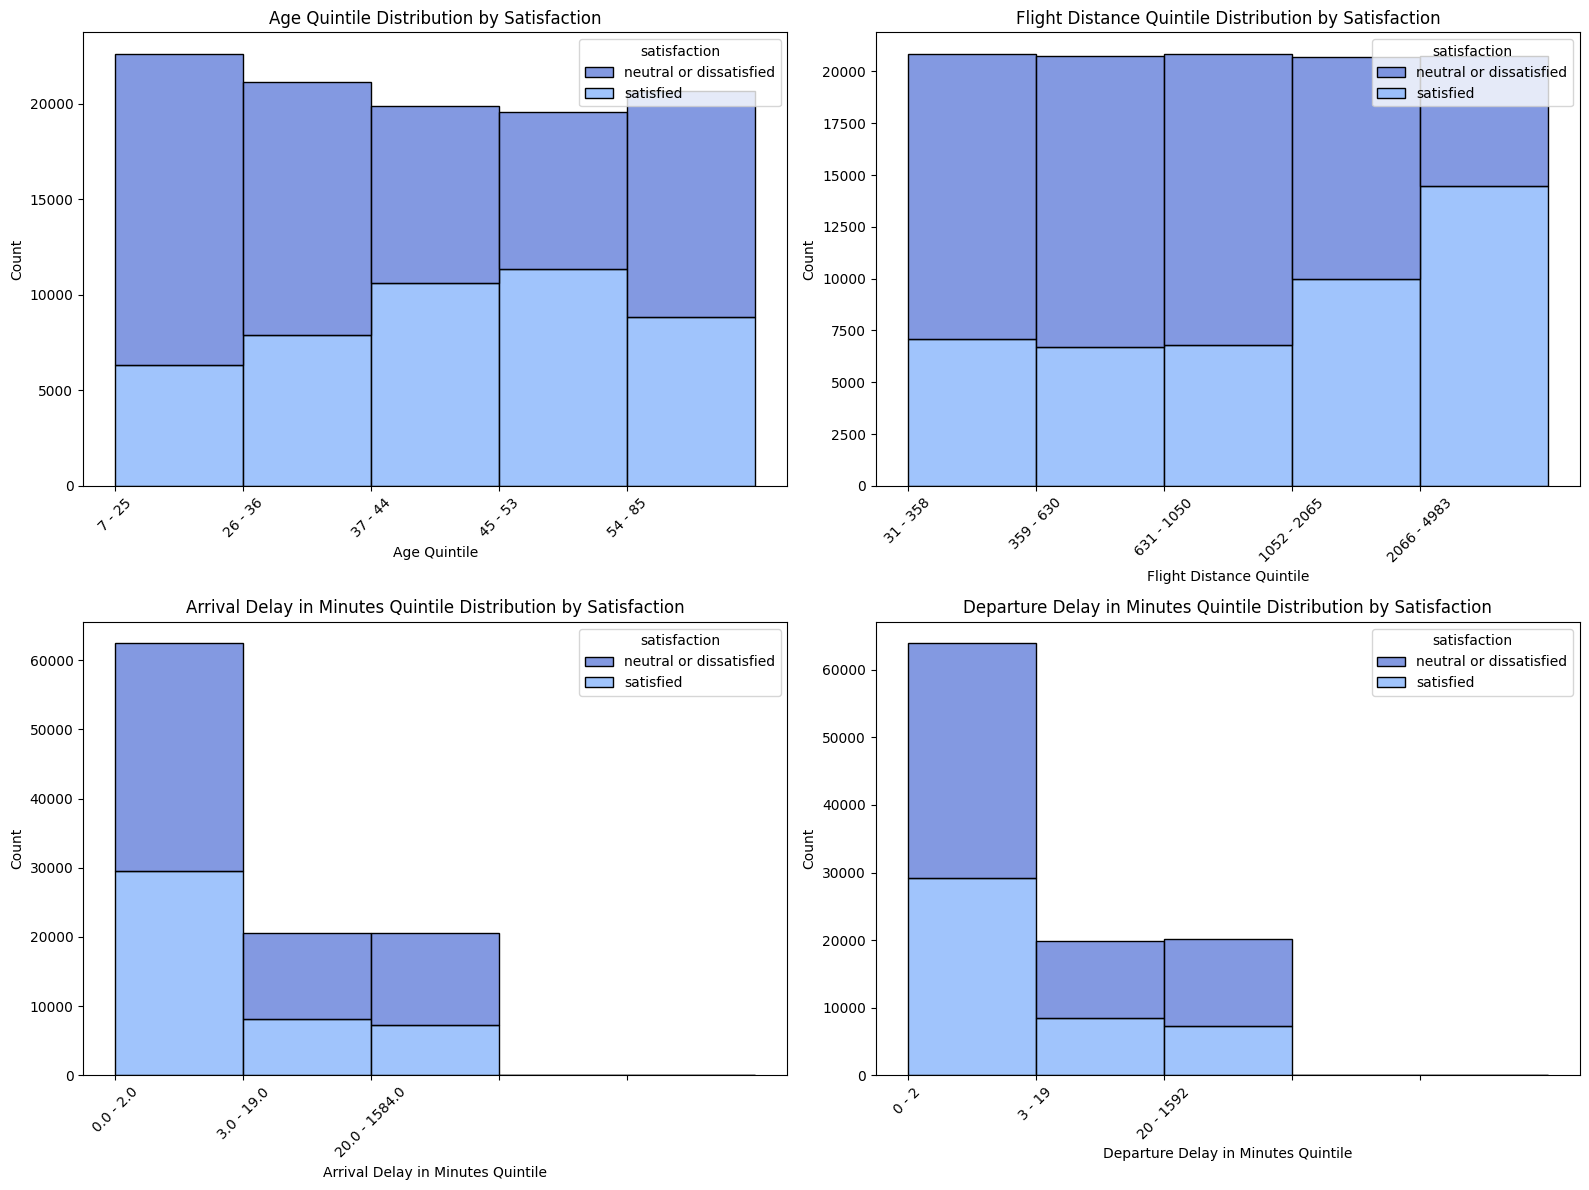 Age Quintile Distribution by Satisfaction
satisfaction
neutral or dissatisfied
satisfied
Count
20000
15000
10000
5000
0
7 - 25
26 - 36
37 - 44
45 - 53
54 - 85
Age Quintile
Flight Distance Quintile Distribution by Satisfaction
satisfaction
neutral or dissatisfied
satisfied
Count
20000
17500
15000
12500
10000
7500
5000
2500
0
31 - 358
359 - 630
631 - 1050
1052 - 2065
2066 - 4983
Flight Distance Quintile
Arrival Delay in Minutes Quintile Distribution by Satisfaction
satisfaction
neutral or dissatisfied
satisfied
Count
60000
50000
40000
30000
20000
10000
0
0.0 - 2.0
3.0 - 19.0
20.0 - 1584.0
Arrival Delay in Minutes Quintile
Departure Delay in Minutes Quintile Distribution by Satisfaction
satisfaction
neutral or dissatisfied
satisfied
Count
60000
50000
40000
30000
20000
10000
0
0 - 2
3 - 19
20 - 1592
Departure Delay in Minutes Quintile